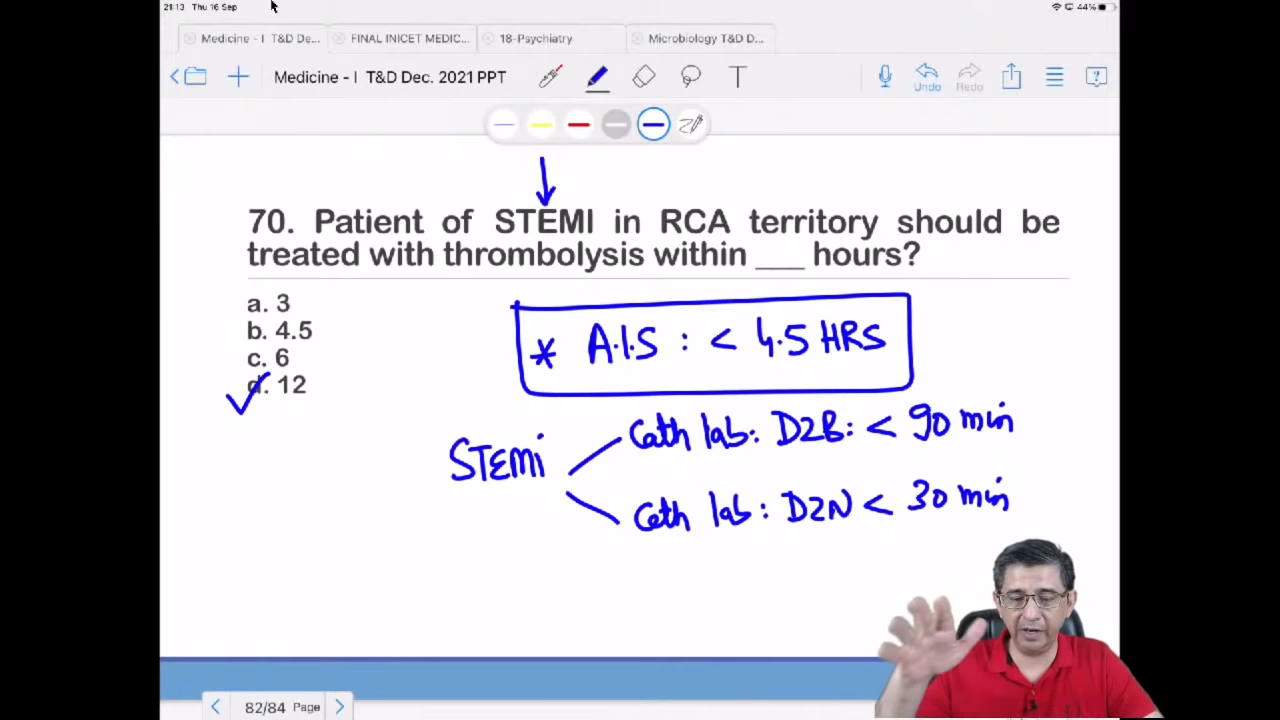 21:13 Thu 16 Sep
44%
Medicine - I T&D De...
FINAL INICET MEDIC...
18-Psychiatry
Microbiology T&D D...
Medicine - I T&D Dec. 2021 PPT
T
Undo
Redo
70. Patient of STEMI in RCA territory should be
treated with thrombolysis within ___ hours?
a. 3
b. 4.5
c. 6
d. 12
* A.I.S : < 4.5 HRS
STEMi
Cath lab: D2B: < 90 min
Cath lab: D2N < 30 min
82/84 Page